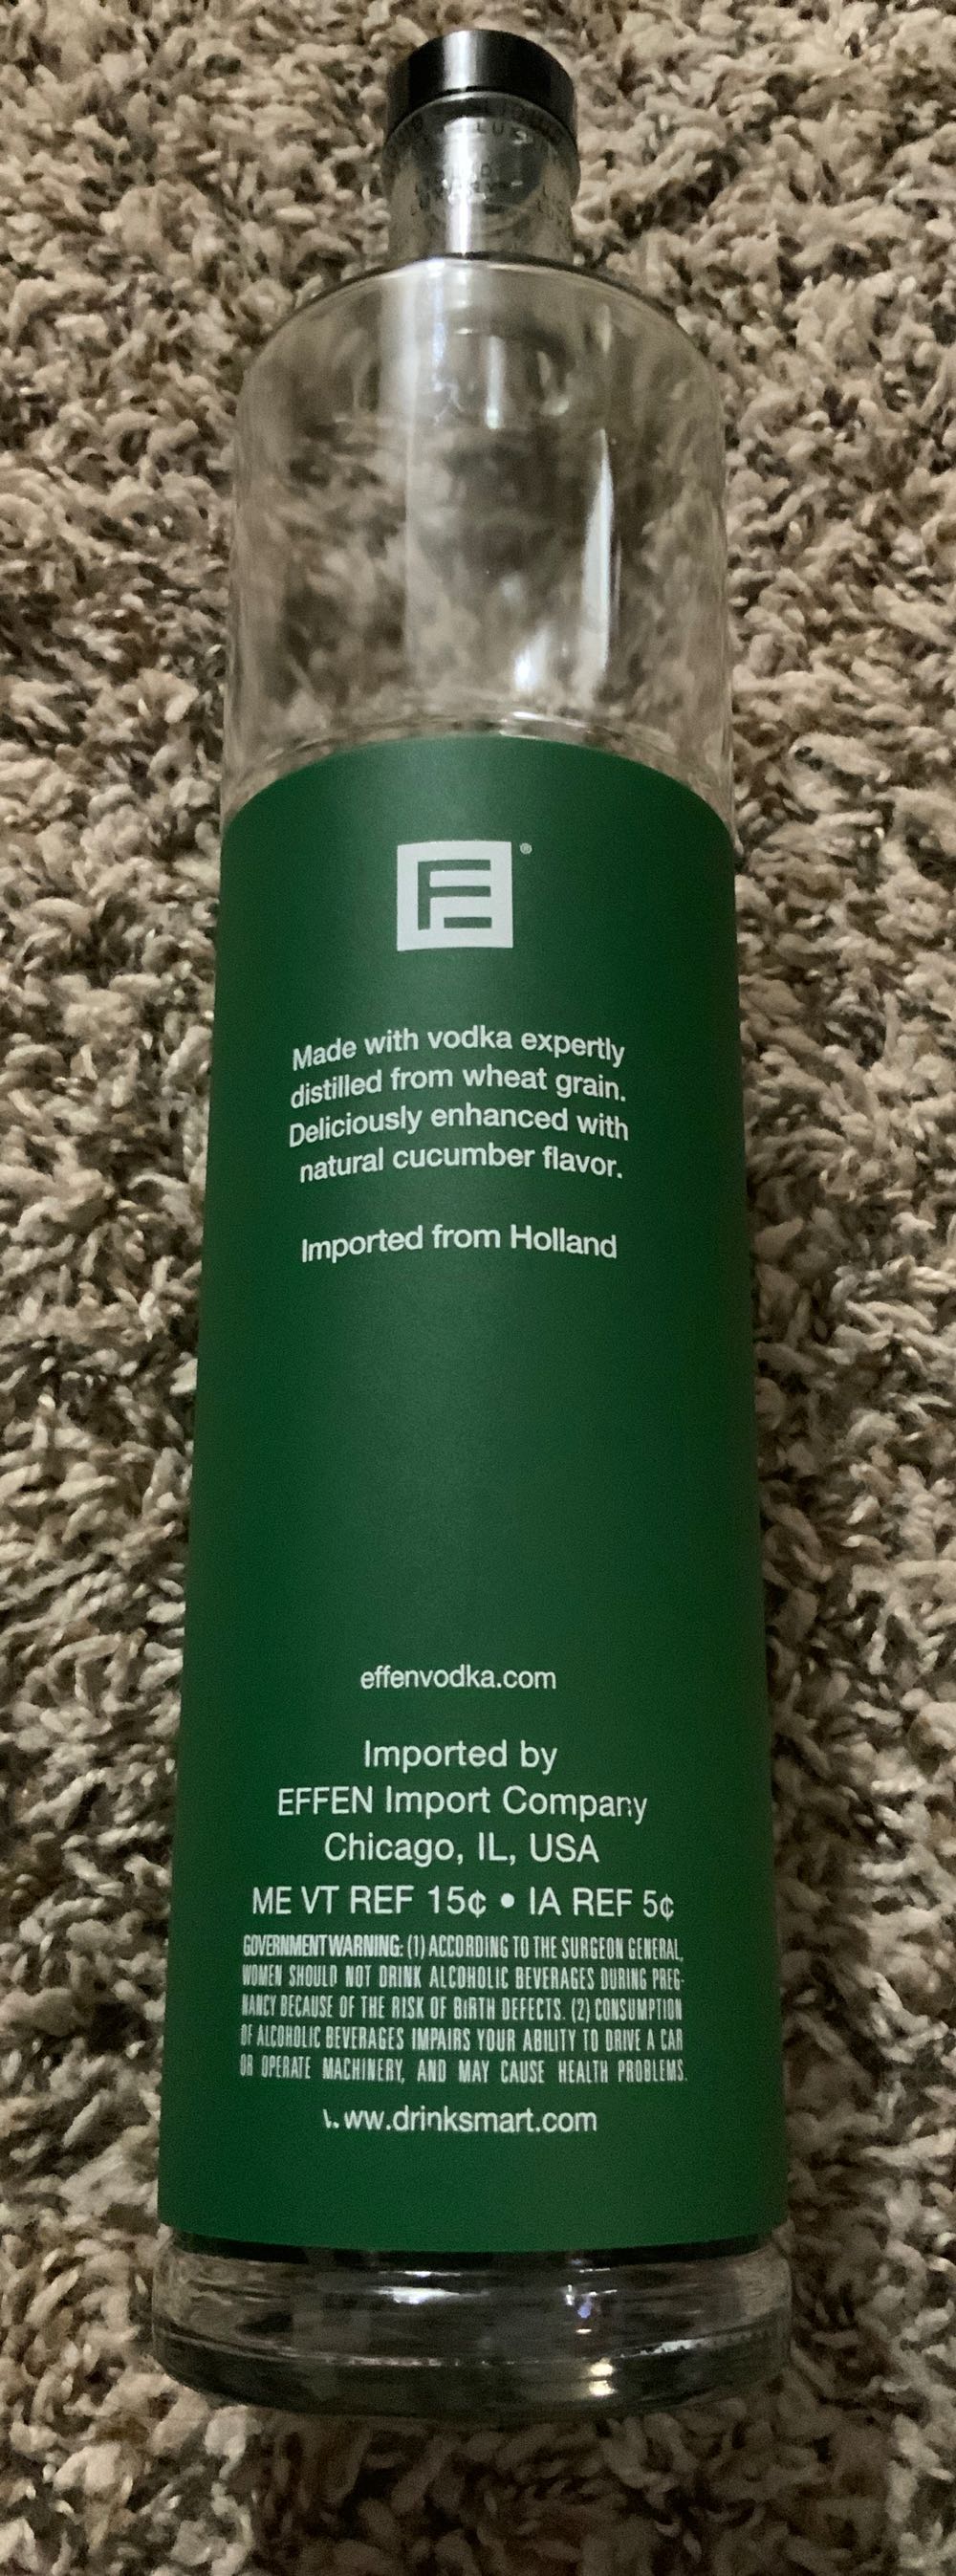 ®
Made with vodka expertly
distilled from wheat grain.
Deliciously enhanced with
natural cucumber flavor.
Imported from Holland
effenvodka.com
Imported by
EFFEN Import Company
Chicago, IL, USA
ME VT REF 15¢ • IA REF 5¢
GOVERNMENT WARNING: (1) ACCORDING TO THE SURGEON GENERAL,
WOMEN SHOULD NOT DRINK ALCOHOLIC BEVERAGES DURING PREG-
NANCY BECAUSE OF THE RISK OF BIRTH DEFECTS. (2) CONSUMPTION
OF ALCOHOLIC BEVERAGES IMPAIRS YOUR ABILITY TO DRIVE A CAR
OR OPERATE MACHINERY, AND MAY CAUSE HEALTH PROBLEMS.
www.drinksmart.com